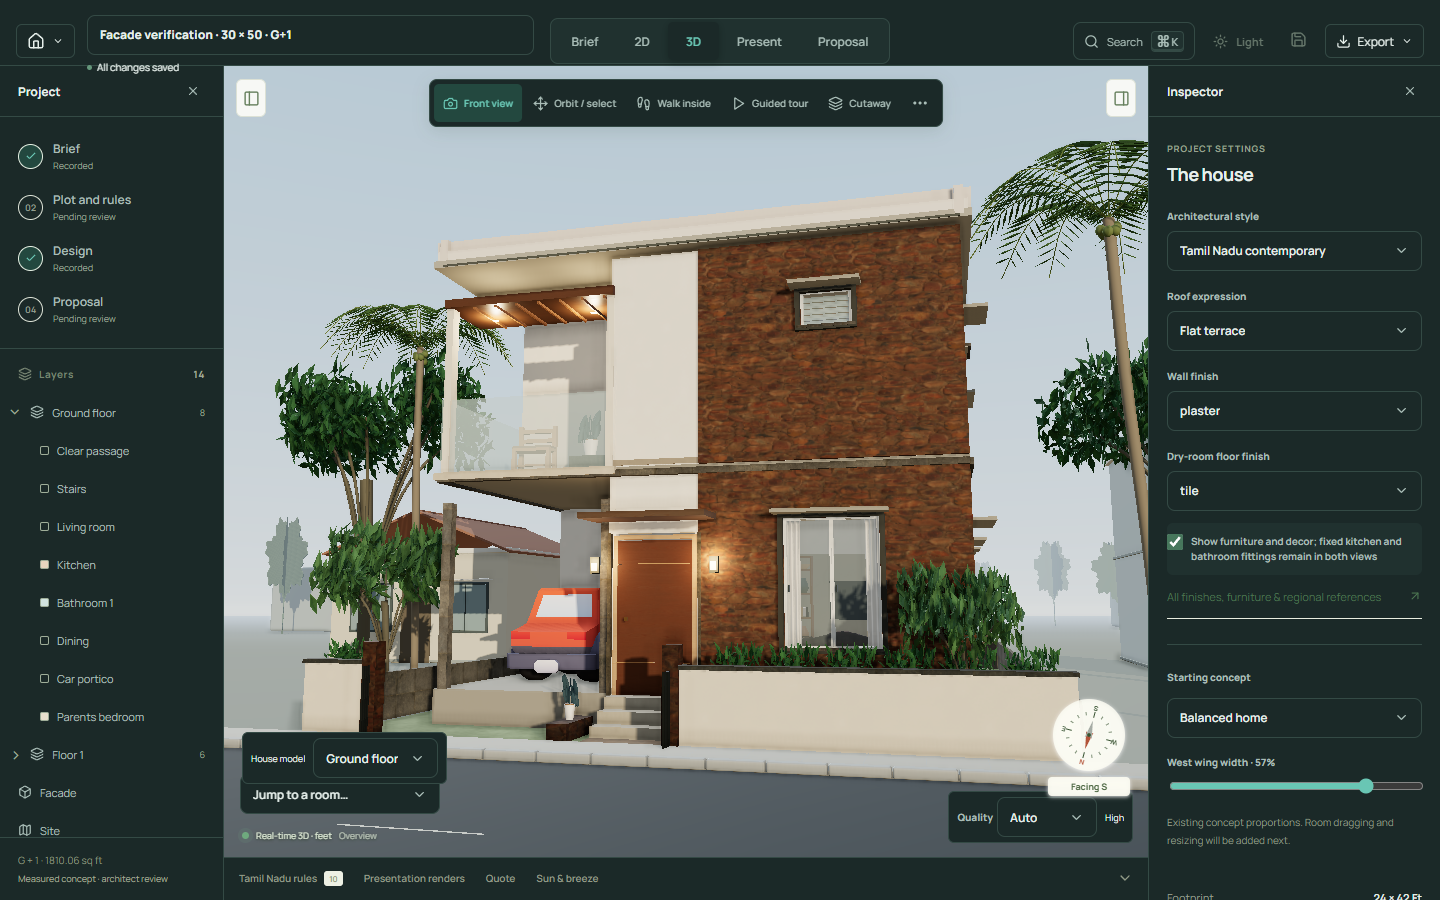 Facade verification · 30 × 50 · G+1
All changes saved
Brief
2D
3D
Present
Proposal
Search
⌘K
Light
Export
Project
Brief
Recorded
02
Plot and rules
Pending review
Design
Recorded
04
Proposal
Pending review
Layers
14
Ground floor
8
Clear passage
Stairs
Living room
Kitchen
Bathroom 1
Dining
Car portico
Parents bedroom
Floor 1
6
Facade
Site
G + 1 · 1810.06 sq ft
Measured concept · architect review
Front view
Orbit / select
Walk inside
Guided tour
Cutaway
House model
Ground floor
Jump to a room...
Real-time 3D · feet
Overview
S
W
N
E
Facing S
Quality
Auto
High
Tamil Nadu rules
10
Presentation renders
Quote
Sun & breeze
Inspector
PROJECT SETTINGS
The house
Architectural style
Tamil Nadu contemporary
Roof expression
Flat terrace
Wall finish
plaster
Dry-room floor finish
tile
Show furniture and decor; fixed kitchen and
bathroom fittings remain in both views
All finishes, furniture & regional references
Starting concept
Balanced home
West wing width · 57%
Existing concept proportions. Room dragging and
resizing will be added next.
Footprint
24 × 42 Ft